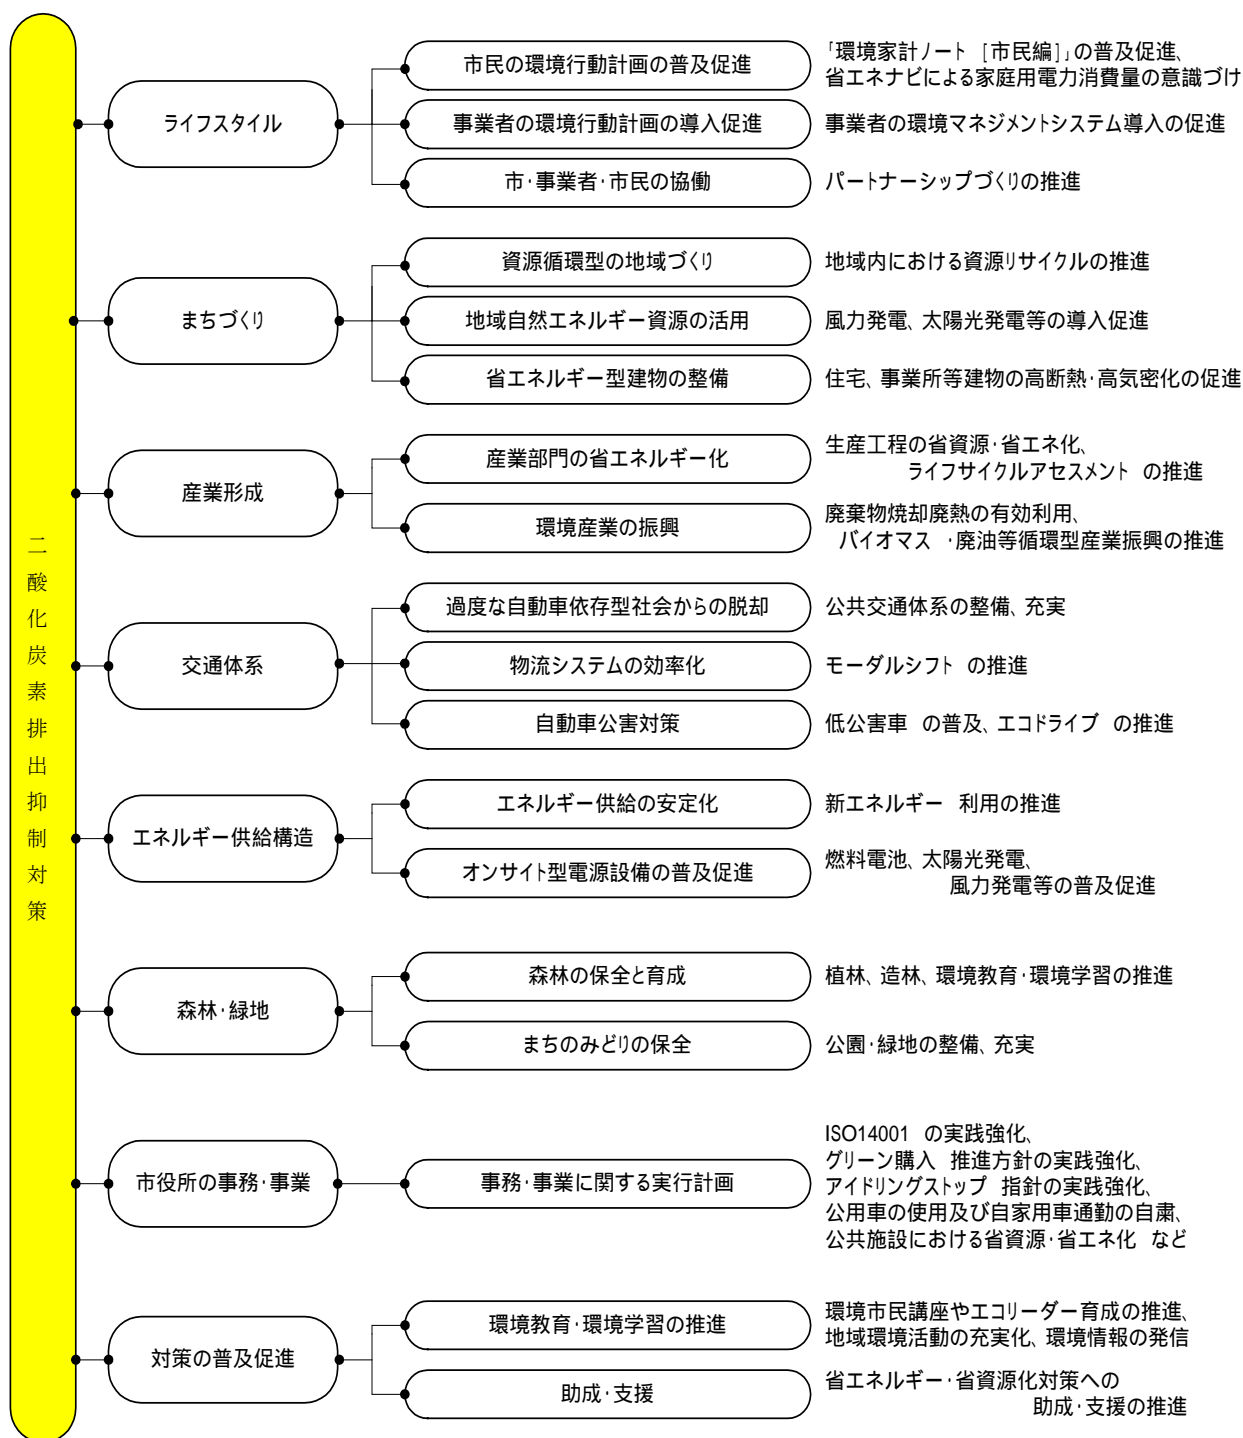 二酸化炭素排出抑制対策
ライフスタイル
市民の環境行動計画の普及促進
「環境家計ノート [市民編]」の普及促進、
省エネナビによる家庭用電力消費量の意識づけ
事業者の環境行動計画の導入促進
事業者の環境マネジメントシステム導入の促進
市・事業者・市民の協働
パートナーシップづくりの推進
まちづくり
資源循環型の地域づくり
地域内における資源リサイクルの推進
地域自然エネルギー資源の活用
風力発電、太陽光発電等の導入促進
省エネルギー型建物の整備
住宅、事業所等建物の高断熱・高気密化の促進
産業形成
産業部門の省エネルギー化
生産工程の省資源・省エネ化、
ライフサイクルアセスメント の推進
環境産業の振興
廃棄物焼却廃熱の有効利用、
バイオマス ・廃油等循環型産業振興の推進
交通体系
過度な自動車依存型社会からの脱却
公共交通体系の整備、充実
物流システムの効率化
モーダルシフト の推進
自動車公害対策
低公害車 の普及、エコドライブ の推進
エネルギー供給構造
エネルギー供給の安定化
新エネルギー 利用の推進
オンサイト型電源設備の普及促進
燃料電池、太陽光発電、
風力発電等の普及促進
森林・緑地
森林の保全と育成
植林、造林、環境教育・環境学習の推進
まちのみどりの保全
公園・緑地の整備、充実
市役所の事務・事業
事務・事業に関する実行計画
ISO14001 の実践強化、
グリーン購入 推進方針の実践強化、
アイドリングストップ 指針の実践強化、
公用車の使用及び自家用車通勤の自粛、
公共施設における省資源・省エネ化 など
対策の普及促進
環境教育・環境学習の推進
環境市民講座やエコリーダー育成の推進、
地域環境活動の充実化、環境情報の発信
助成・支援
省エネルギー・省資源化対策への
助成・支援の推進